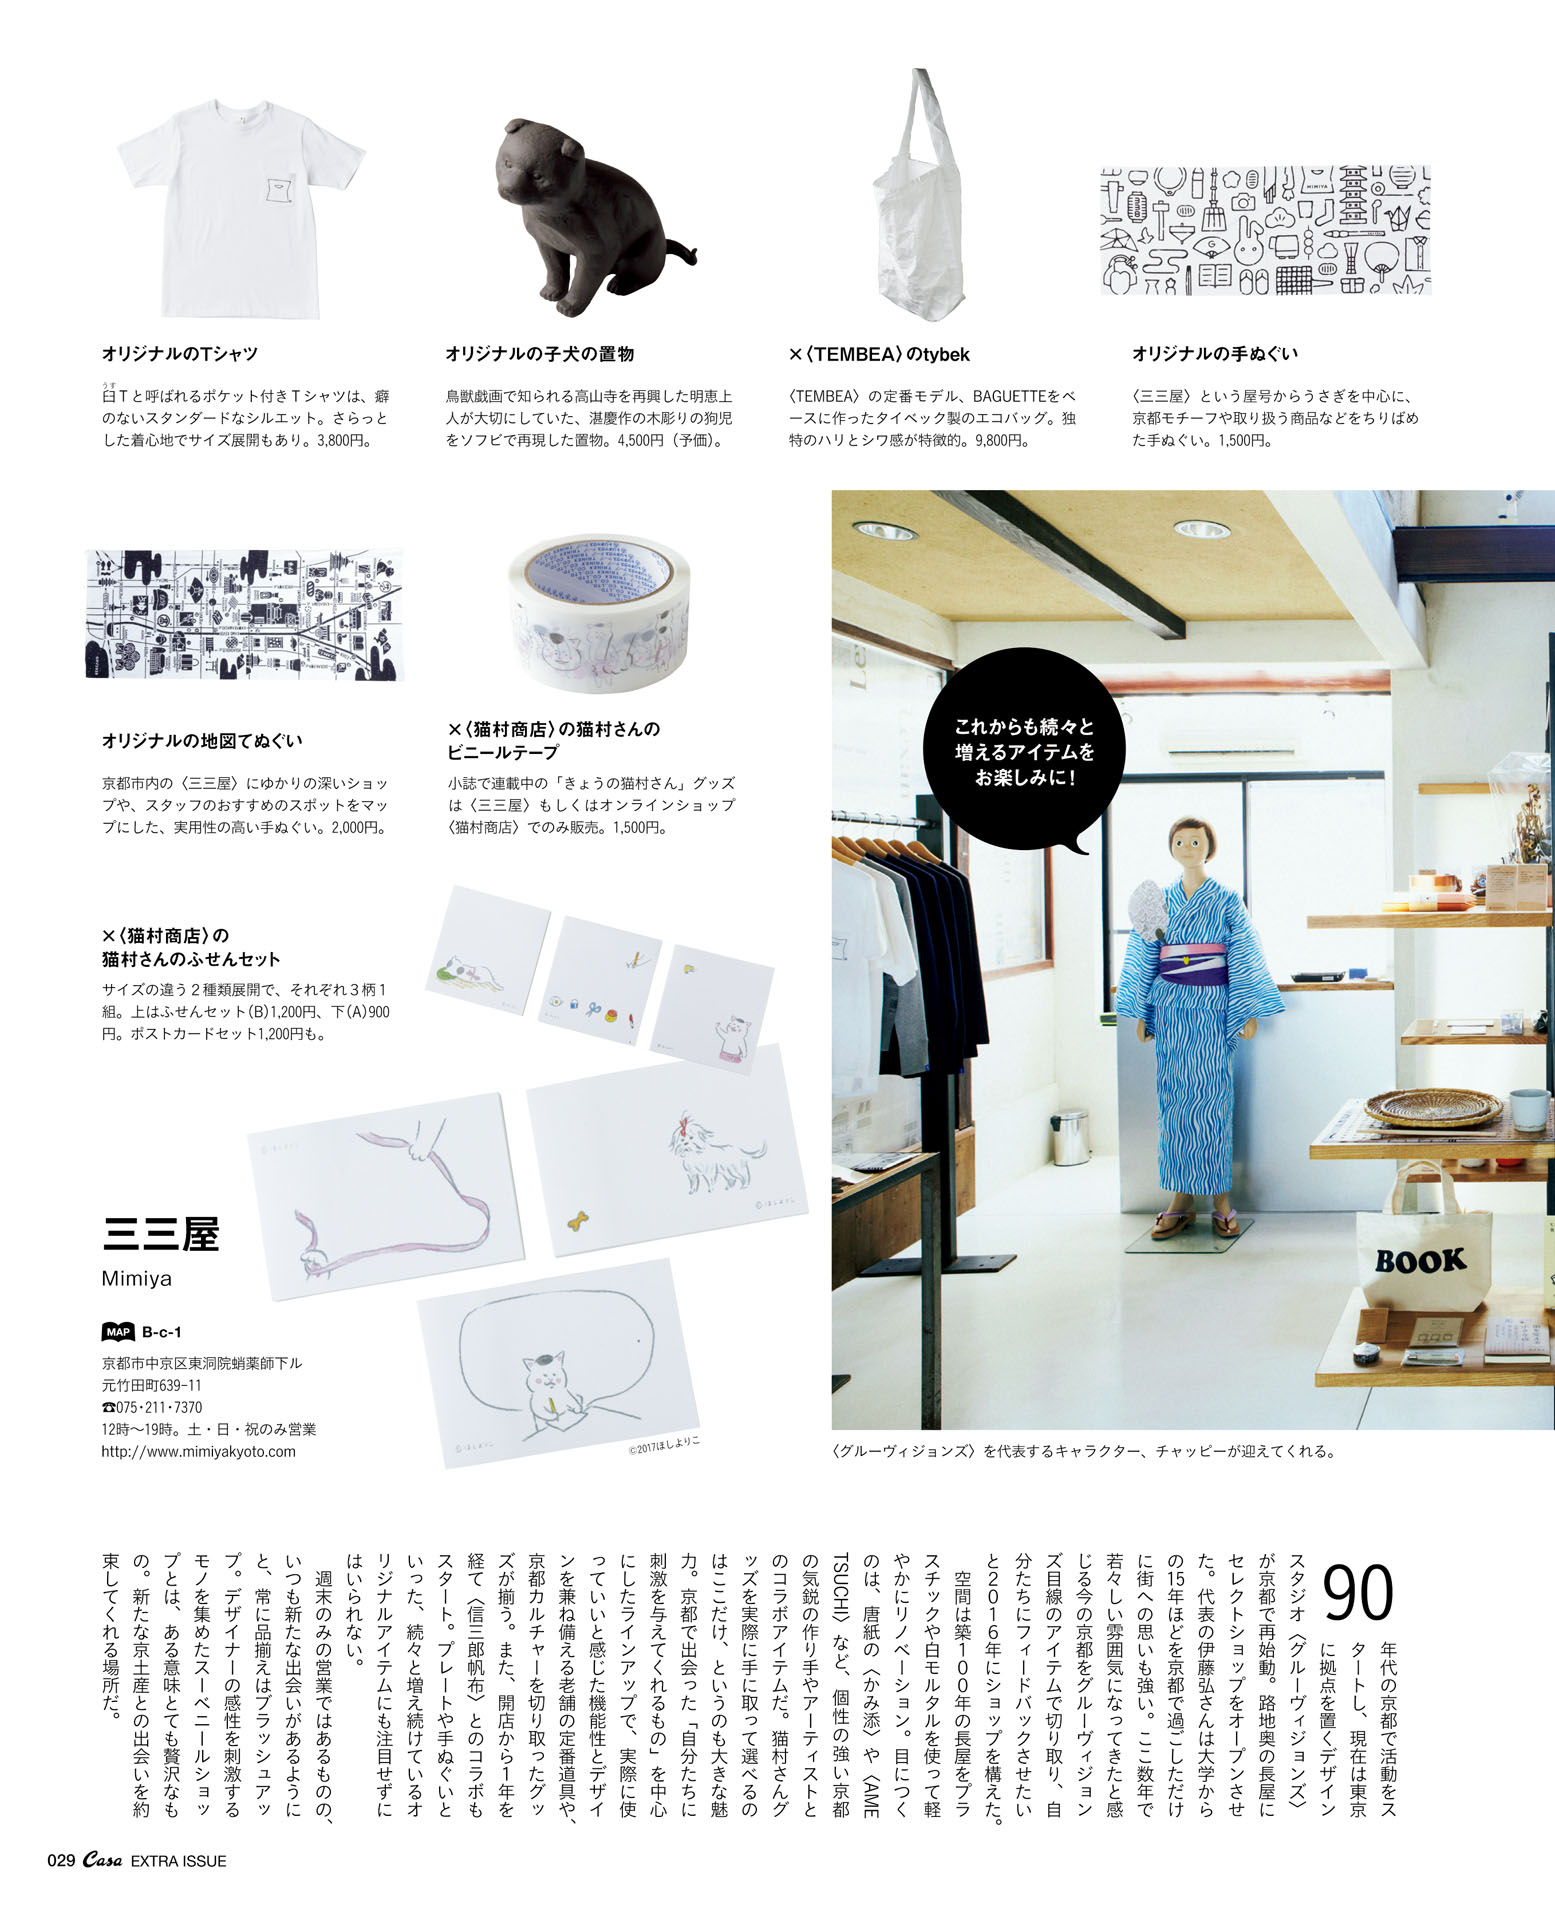 オリジナルのTシャツ
うす
臼Tと呼ばれるポケット付きTシャツは、癖
のないスタンダードなシルエット。さらっと
した着心地でサイズ展開もあり。3,800円。
オリジナルの子犬の置物
鳥獣戯画で知られる高山寺を再興した明恵上
人が大切にしていた、湛慶作の木彫りの狗児
をソフビで再現した置物。4,500円（予価）。
×〈TEMBEA〉のtybek
〈TEMBEA〉の定番モデル、BAGUETTEをベ
ースに作ったタイベック製のエコバッグ。独
特のハリとシワ感が特徴的。9,800円。
MIMIYA
オリジナルの手ぬぐい
〈三三屋〉という屋号からうさぎを中心に、
京都モチーフや取り扱う商品などをちりばめ
た手ぬぐい。1,500円。
オリジナルの地図てぬぐい
京都市内の〈三三屋〉にゆかりの深いショッ
プや、スタッフのおすすめのスポットをマッ
プにした、実用性の高い手ぬぐい。2,000円。
×〈猫村商店〉の猫村さんの
ビニールテープ
小誌で連載中の「きょうの猫村さん」グッズ
は〈三三屋〉もしくはオンラインショップ
〈猫村商店〉でのみ販売。1,500円。
×〈猫村商店〉の
猫村さんのふせんセット
サイズの違う２種類展開で、それぞれ３柄１
組。上はふせんセット(B)1,200円、下(A)900
円。ポストカードセット1,200円も。
©ほしよりこ
©ほしよりこ
©ほしよりこ
©2017ほしよりこ
これからも続々と
増えるアイテムを
お楽しみに！
BOOK
〈グルーヴィジョンズ〉を代表するキャラクター、チャッピーが迎えてくれる。
三三屋
Mimiya
MAP B-c-1
京都市中京区東洞院蛸薬師下ル
元竹田町639-11
☎075・211・7370
12時〜19時。土・日・祝のみ営業
http://www.mimiyakyoto.com
90
年代の京都で活動をス
タートし、現在は東京
に拠点を置くデザイン
スタジオ〈グルーヴィジョンズ〉
が京都で再始動。路地奥の長屋に
セレクトショップをオープンさせ
た。代表の伊藤弘さんは大学から
の15年ほどを京都で過ごしただけ
に街への思いも強い。ここ数年で
若々しい雰囲気になってきたと感
じる今の京都をグルーヴィジョン
ズ目線のアイテムで切り取り、自
分たちにフィードバックさせたい
と2016年にショップを構えた。
空間は築100年の長屋をプラ
スチックや白モルタルを使って軽
やかにリノベーション。目につく
のは、唐紙の〈かみ添〉や〈AME
TSUCHI〉など、個性の強い京都
の気鋭の作り手やアーティストと
のコラボアイテムだ。猫村さんグ
ッズを実際に手に取って選べるの
はここだけ、というのも大きな魅
力。京都で出会った「自分たちに
刺激を与えてくれるもの」を中心
にしたラインアップで、実際に使
っていいと感じた機能性とデザイ
ンを兼ね備える老舗の定番道具や、
京都カルチャーを切り取ったグッ
ズが揃う。また、開店から1年を
経て〈信三郎帆布〉とのコラボも
スタート。プレートや手ぬぐいと
いった、続々と増え続けているオ
リジナルアイテムにも注目せずに
はいられない。
週末のみの営業ではあるものの、
いつも新たな出会いがあるように
と、常に品揃えはブラッシュアッ
プ。デザイナーの感性を刺激する
モノを集めたスーベニールショッ
プとは、ある意味とても贅沢なも
の。新たな京土産との出会いを約
束してくれる場所だ。
029 Casa EXTRA ISSUE